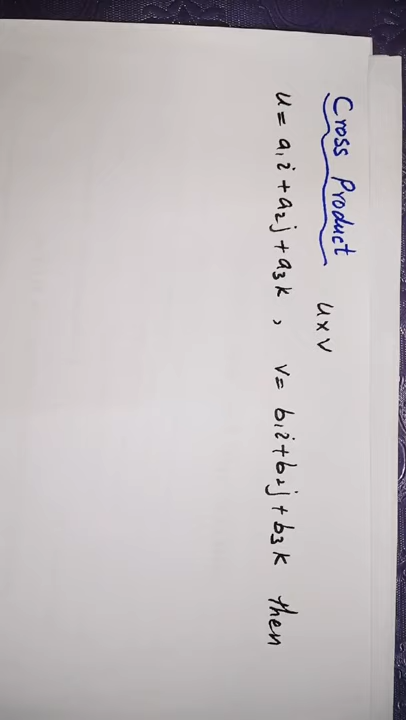 Cross Product u×v
u = a₁i + a₂j + a₃k , v = b₁i + b₂j + b₃k then